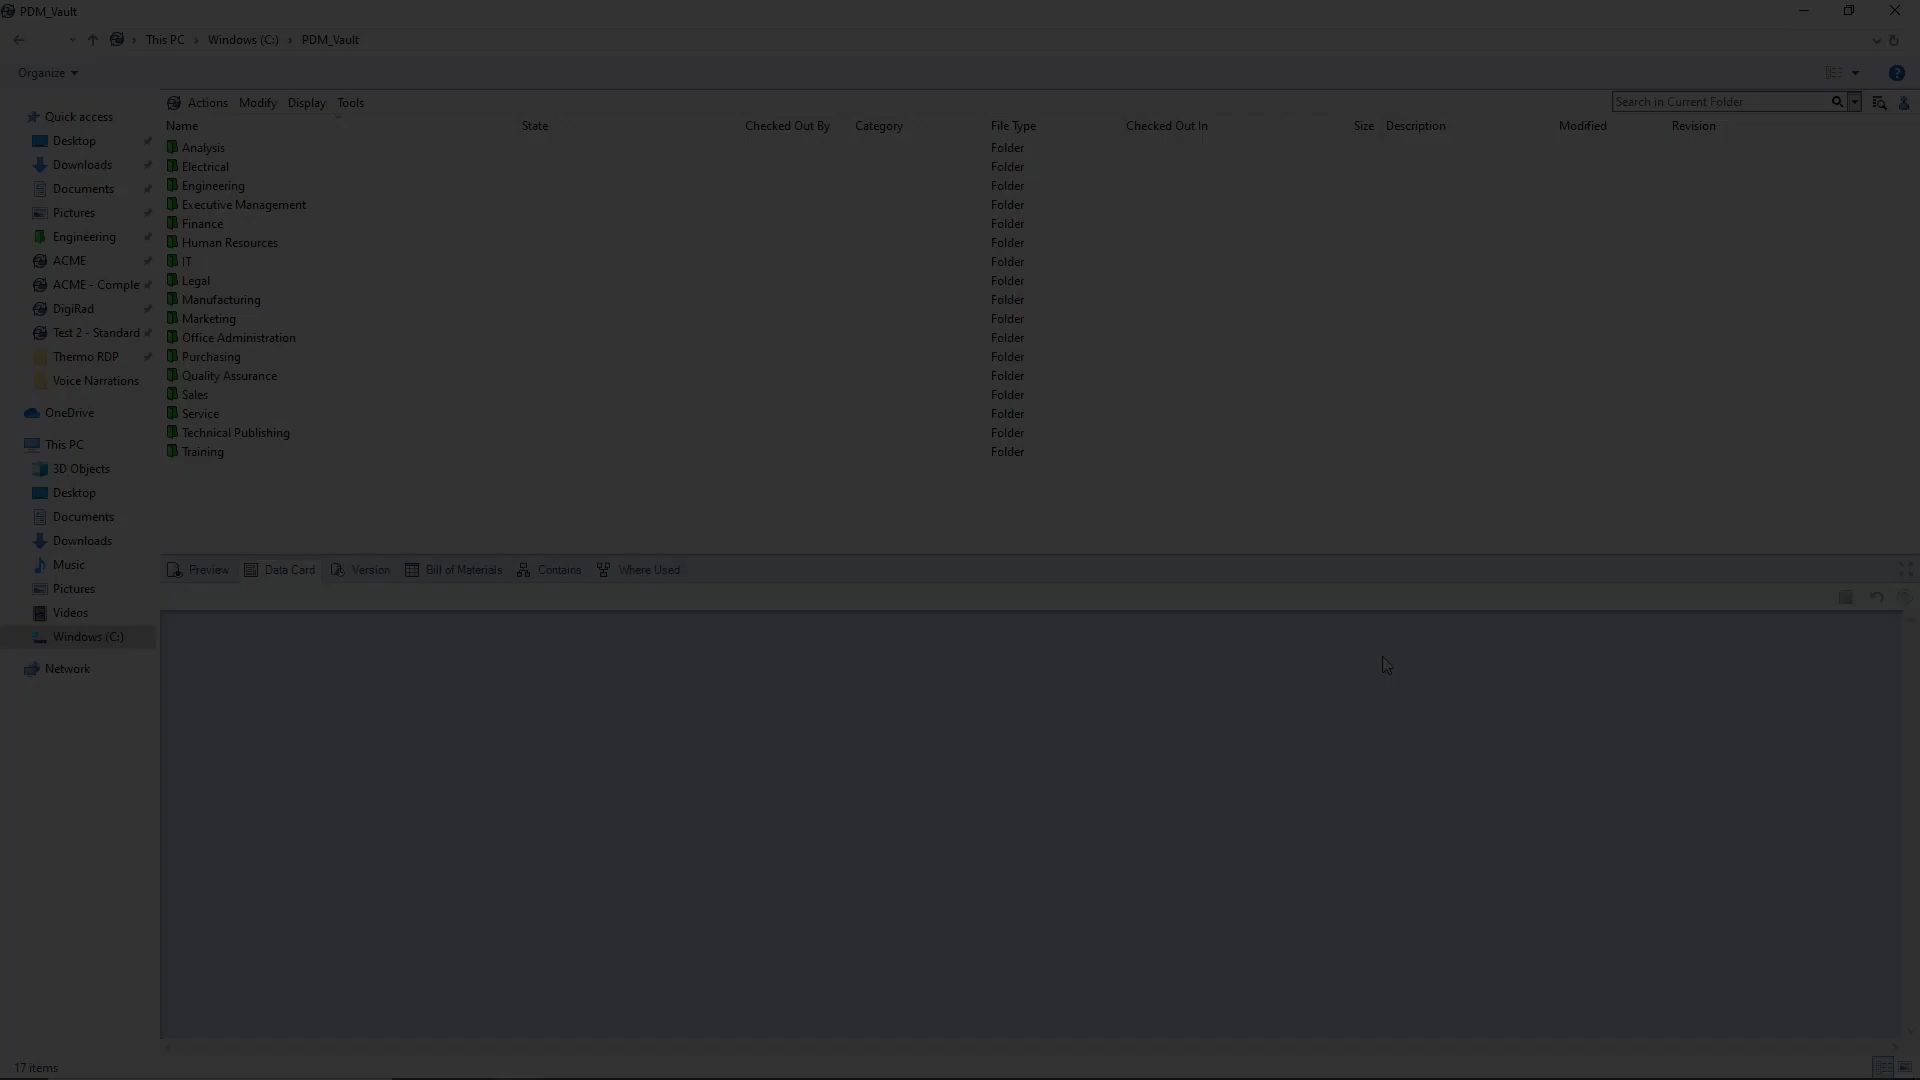 PDM_Vault
This PC > Windows (C:) > PDM_Vault
Organize
Actions Modify Display Tools
Search in Current Folder
Name State Checked Out By Category File Type Checked Out In Size Description Modified Revision
Analysis Folder
Electrical Folder
Engineering Folder
Executive Management Folder
Finance Folder
Human Resources Folder
IT Folder
Legal Folder
Manufacturing Folder
Marketing Folder
Office Administration Folder
Purchasing Folder
Quality Assurance Folder
Sales Folder
Service Folder
Technical Publishing Folder
Training Folder
Quick access
Desktop
Downloads
Documents
Pictures
Engineering
ACME
ACME - Comple
DigiRad
Test 2 - Standard
Thermo RDP
Voice Narrations
OneDrive
This PC
3D Objects
Desktop
Documents
Downloads
Music
Pictures
Videos
Windows (C:)
Network
Preview Data Card Version Bill of Materials Contains Where Used
17 items